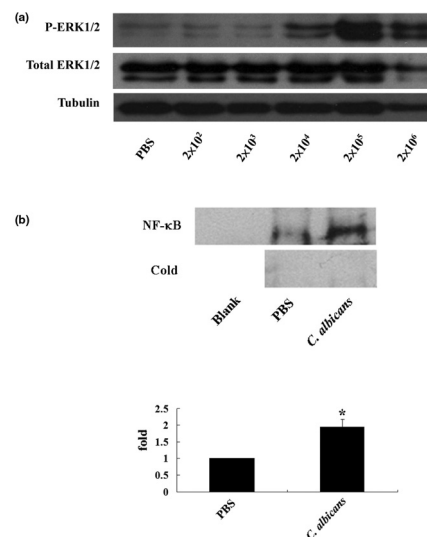 (a)
P-ERK1/2
Total ERK1/2
Tubulin
PBS 2×10² 2×10³ 2×10⁴ 2×10⁵ 2×10⁶
(b)
NF-κB
Cold
Blank PBS C. albicans
2.5
2
1.5
1
0.5
0
fold
*
PBS C. albicans